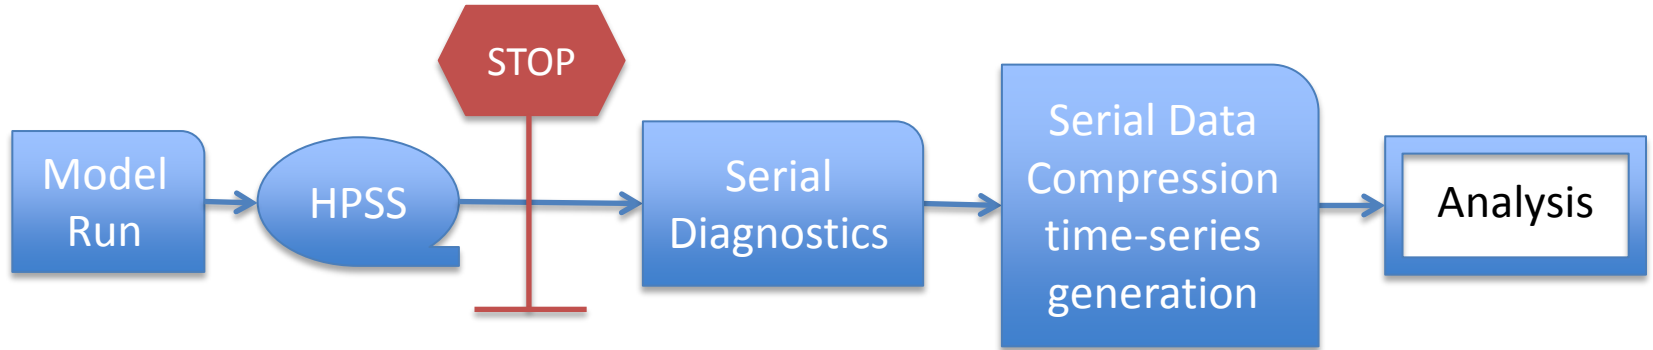 Model
Run
HPSS
STOP
Serial
Diagnostics
Serial Data
Compression
time-series
generation
Analysis